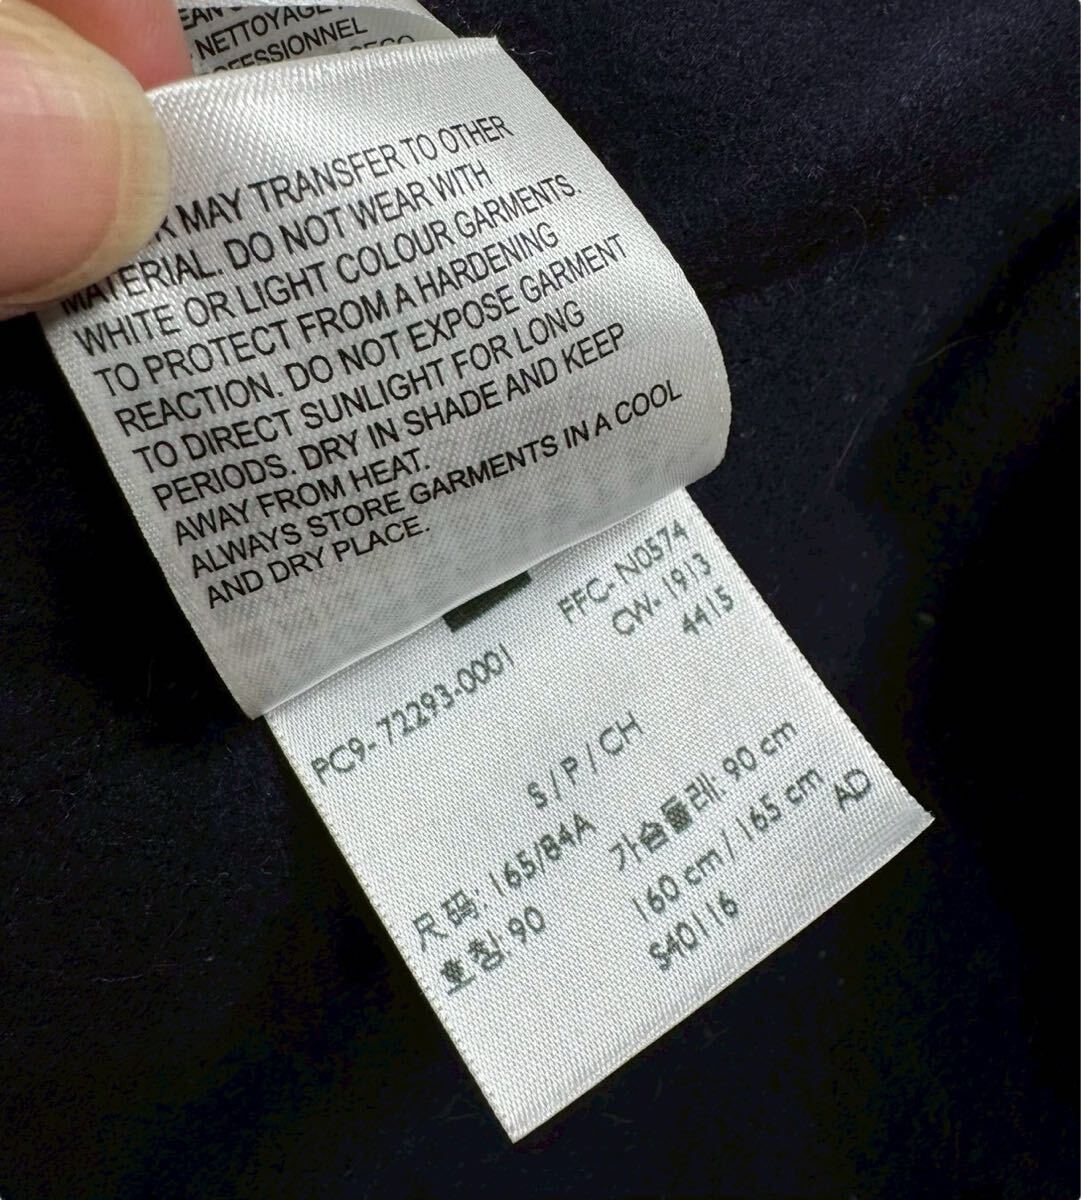 NETTOYAGE
MAY TRANSFER TO OTHER
MATERIAL. DO NOT WEAR WITH
WHITE OR LIGHT COLOUR GARMENTS.
TO PROTECT FROM A HARDENING
REACTION. DO NOT EXPOSE GARMENT
TO DIRECT SUNLIGHT FOR LONG
PERIODS. DRY IN SHADE AND KEEP
AWAY FROM HEAT.
ALWAYS STORE GARMENTS IN A COOL
AND DRY PLACE.
FFC- N0574
CW- 1913
4415
PC9- 72293-0001
S / P / CH
尺码: 165/84A
호칭: 90
가슴둘레: 90 cm
160 cm / 165 cm
AD
S40116